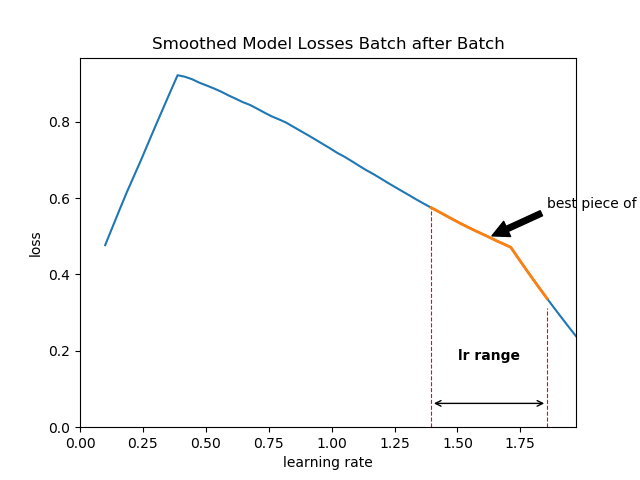 Smoothed Model Losses Batch after Batch
0.8
0.6
0.4
0.2
0.0
loss
best piece of
lr range
0.00 0.25 0.50 0.75 1.00 1.25 1.50 1.75
learning rate